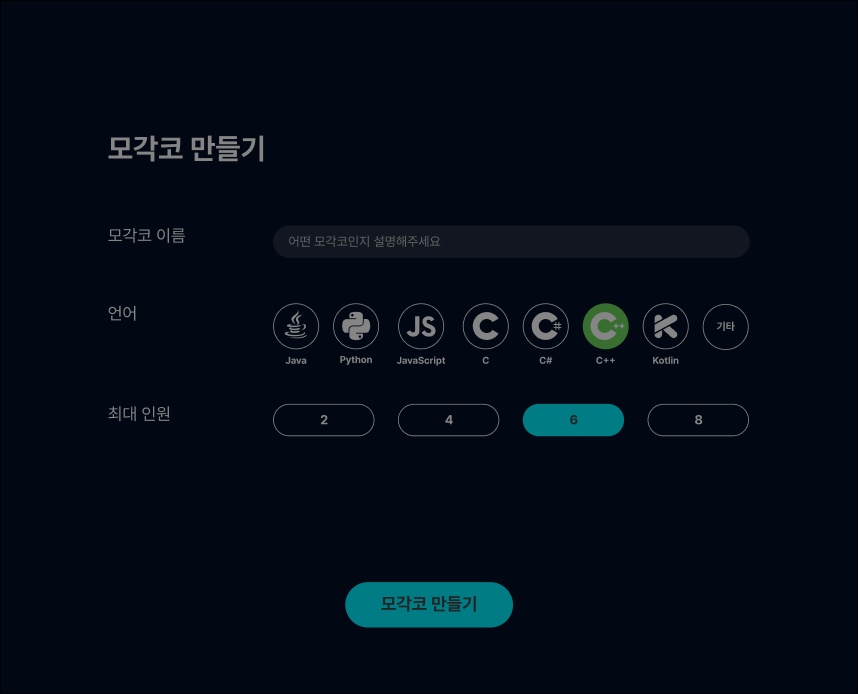 모각코 만들기
모각코 이름
어떤 모각코인지 설명해주세요
언어
JS
C
C#
C++
기타
Java
Python
JavaScript
C
C#
C++
Kotlin
최대 인원
2
4
6
8
모각코 만들기